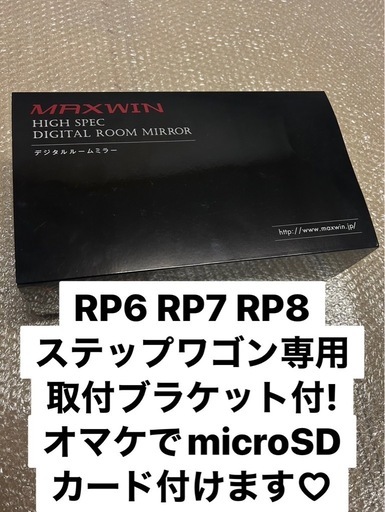 MAXWIN
HIGH SPEC
DIGITAL ROOM MIRROR
デジタルルームミラー
http://www.maxwin.jp/
RP6 RP7 RP8
ステップワゴン専用
取付ブラケット付!
オマケでmicroSD
カード付けます♡